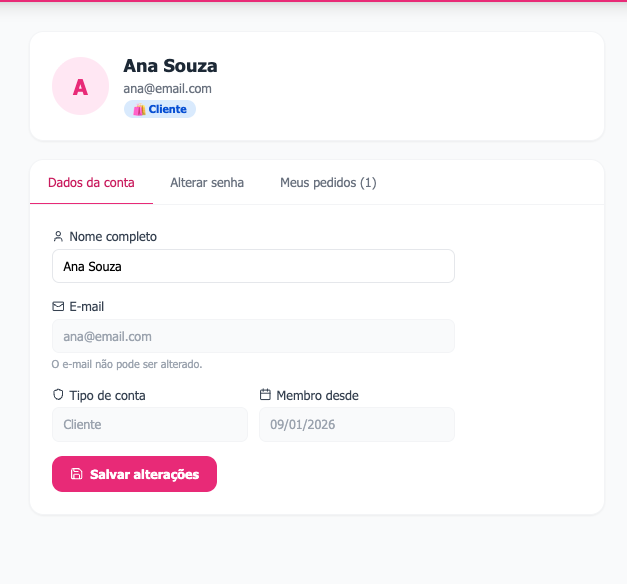 A
Ana Souza
ana@email.com
Cliente
Dados da conta
Alterar senha
Meus pedidos (1)
Nome completo
Ana Souza
E-mail
ana@email.com
O e-mail não pode ser alterado.
Tipo de conta
Membro desde
Cliente
09/01/2026
Salvar alterações